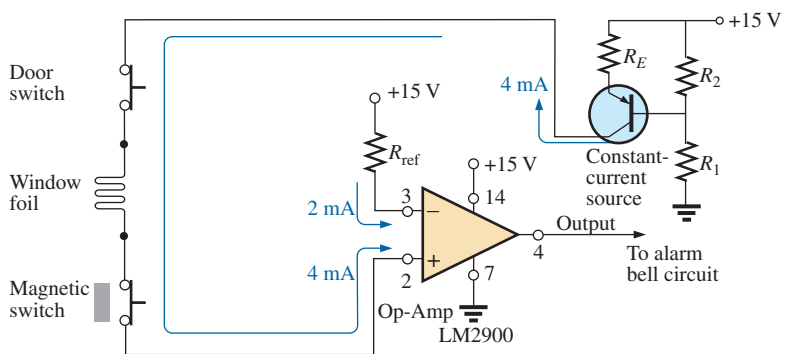 +15 V
Door
switch
R_E
R_2
4 mA
+15 V
R_ref
Constant-
current
source
R_1
+15 V
Window
foil
2 mA
3
−
14
Output
4
To alarm
bell circuit
4 mA
+
2
7
Magnetic
switch
Op-Amp
LM2900